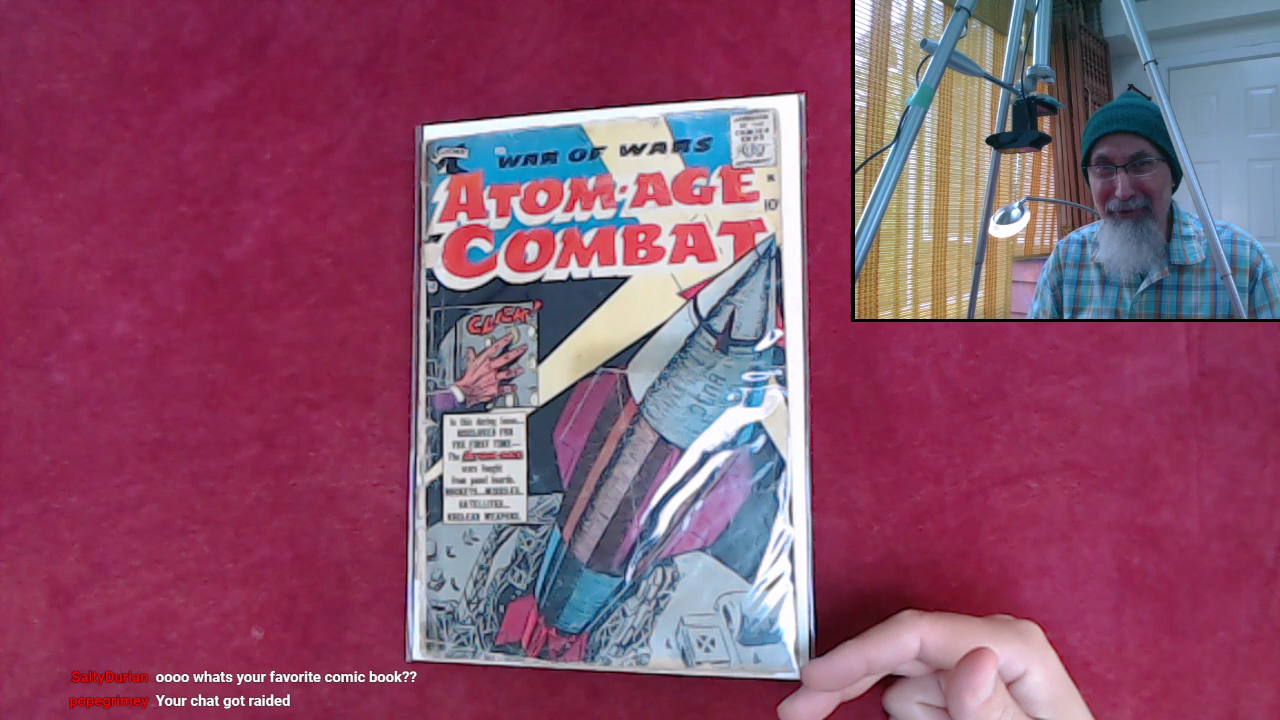 WAR OF WARS
ATOM·AGE
COMBAT
10¢
CLICK!
In this daring issue...
DISCLOSED FOR
THE FIRST TIME—
The
wars fought
from panel boards.
ROCKETS...MISSILES..
SATELLITES...
NUCLEAR WEAPONS.
SaltyDurian oooo whats your favorite comic book??
popegrimey Your chat got raided